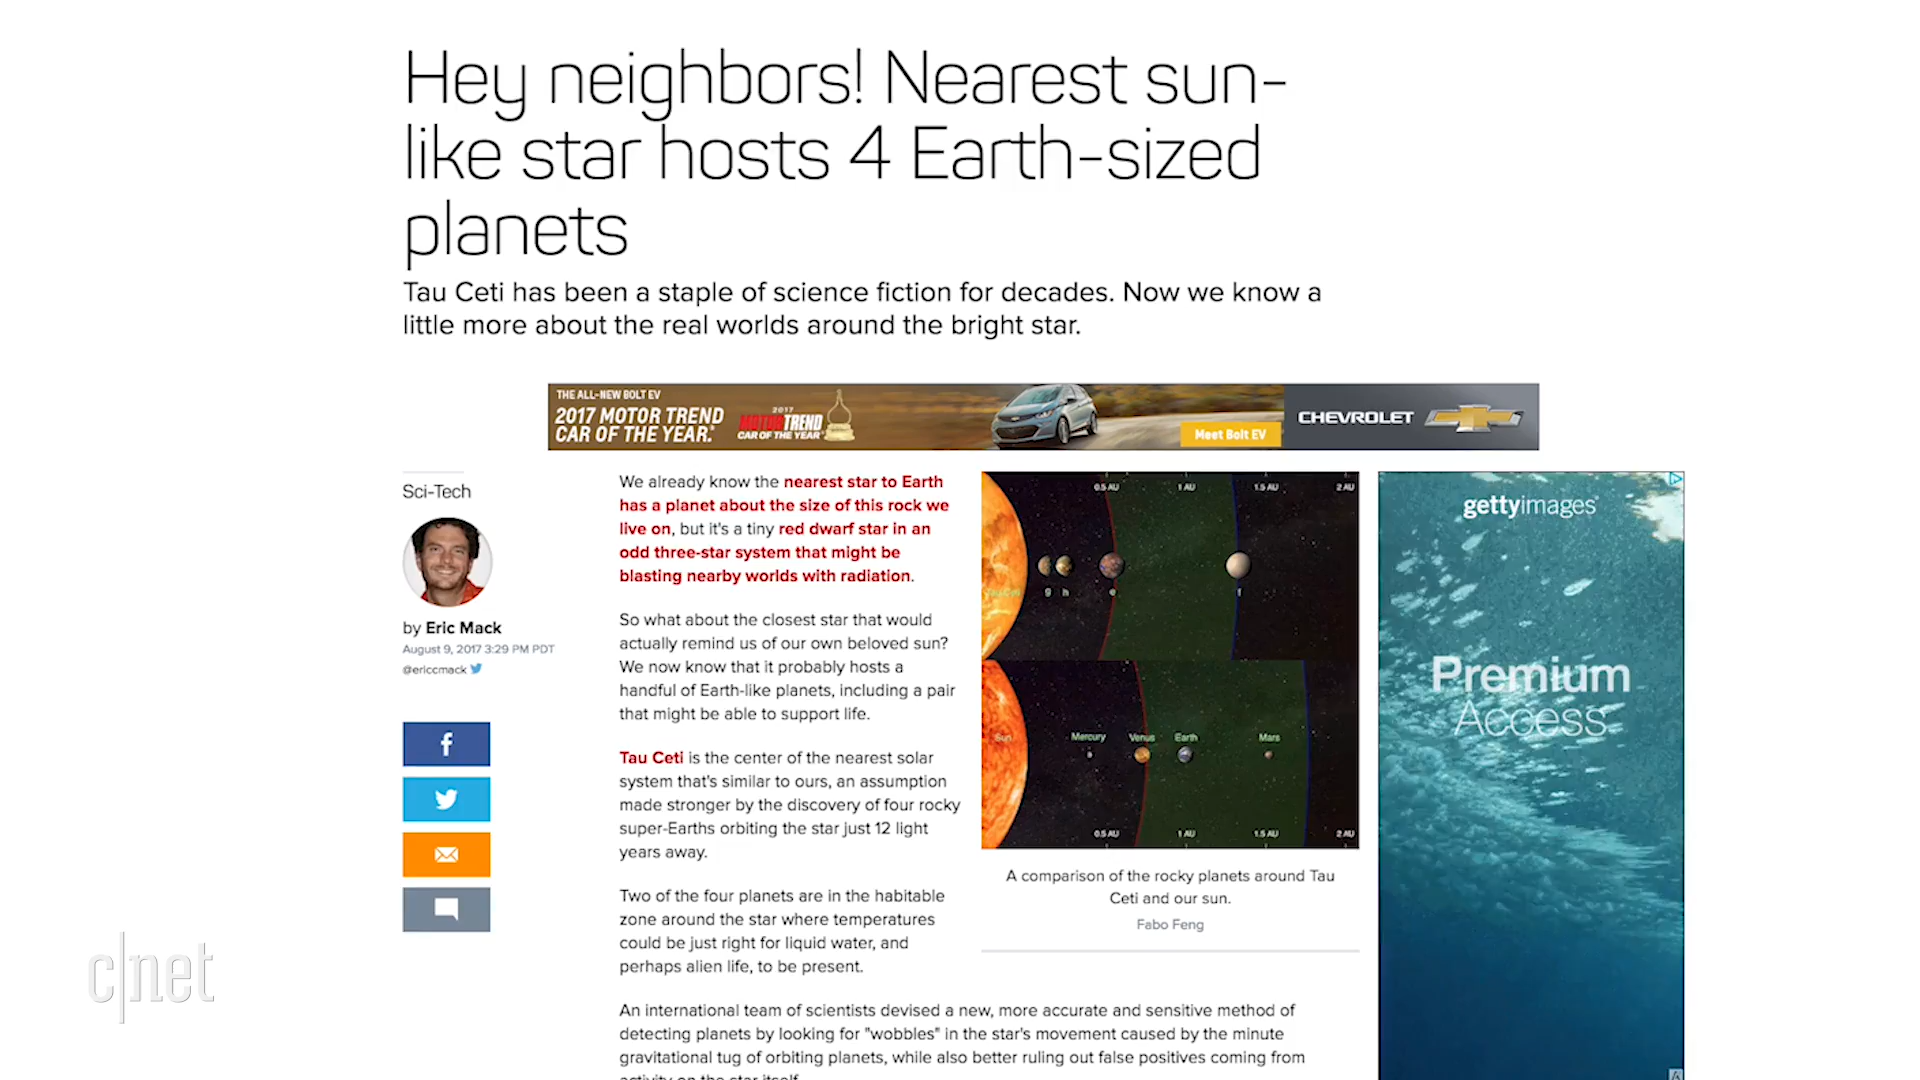 Hey neighbors! Nearest sun-
like star hosts 4 Earth-sized
planets
Tau Ceti has been a staple of science fiction for decades. Now we know a
little more about the real worlds around the bright star.
THE ALL-NEW BOLT EV
2017 MOTOR TREND
CAR OF THE YEAR.®
2017
MOTOR TREND
CAR OF THE YEAR
Meet Bolt EV
CHEVROLET
Sci-Tech
by Eric Mack
August 9, 2017 3:29 PM PDT
@ericcmack
We already know the nearest star to Earth
has a planet about the size of this rock we
live on, but it's a tiny red dwarf star in an
odd three-star system that might be
blasting nearby worlds with radiation.
So what about the closest star that would
actually remind us of our own beloved sun?
We now know that it probably hosts a
handful of Earth-like planets, including a pair
that might be able to support life.
Tau Ceti is the center of the nearest solar
system that's similar to ours, an assumption
made stronger by the discovery of four rocky
super-Earths orbiting the star just 12 light
years away.
Two of the four planets are in the habitable
zone around the star where temperatures
could be just right for liquid water, and
perhaps alien life, to be present.
An international team of scientists devised a new, more accurate and sensitive method of
detecting planets by looking for "wobbles" in the star's movement caused by the minute
gravitational tug of orbiting planets, while also better ruling out false positives coming from
activity on the star itself.
0.5 AU 1 AU 1.5 AU 2 AU
Tau Ceti g h e f
Sun Mercury Venus Earth Mars
0.5 AU 1 AU 1.5 AU 2 AU
A comparison of the rocky planets around Tau
Ceti and our sun.
Fabo Feng
gettyimages®
Premium
Access
c|net